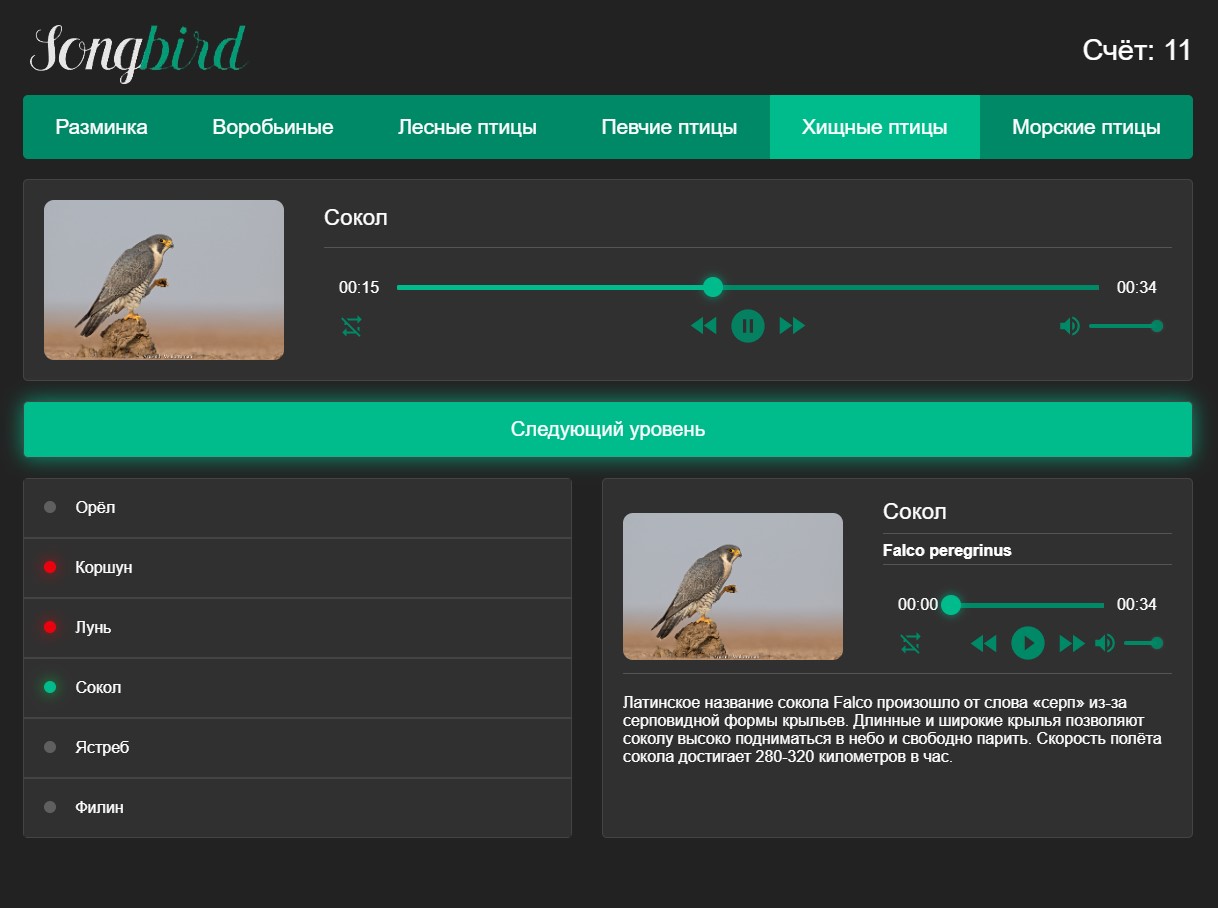 Songbird
Счёт: 11
Разминка Воробьиные Лесные птицы Певчие птицы Хищные птицы Морские птицы
Сокол
00:15 00:34
Следующий уровень
Орёл
Коршун
Лунь
Сокол
Ястреб
Филин
Сокол
Falco peregrinus
00:00 00:34
Латинское название сокола Falco произошло от слова «серп» из-за
серповидной формы крыльев. Длинные и широкие крылья позволяют
соколу высоко подниматься в небо и свободно парить. Скорость полёта
сокола достигает 280-320 километров в час.